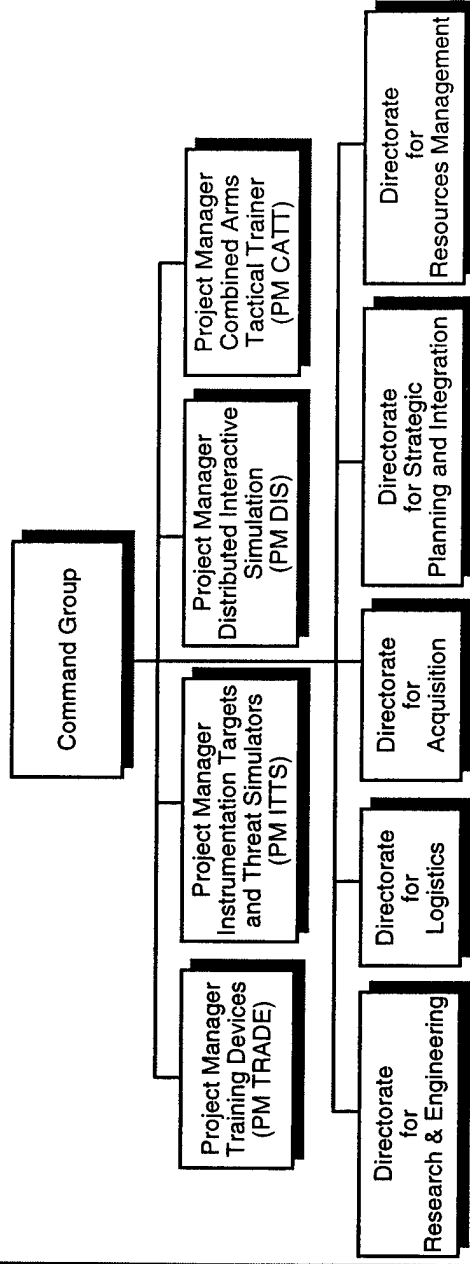 Command Group
Project Manager
Training Devices
(PM TRADE)
Project Manager
Instrumentation Targets
and Threat Simulators
(PM ITTS)
Project Manager
Distributed Interactive
Simulation
(PM DIS)
Project Manager
Combined Arms
Tactical Trainer
(PM CATT)
Directorate
for
Research & Engineering
Directorate
for
Logistics
Directorate
for
Acquisition
Directorate
for Strategic
Planning and Integration
Directorate
for
Resources Management